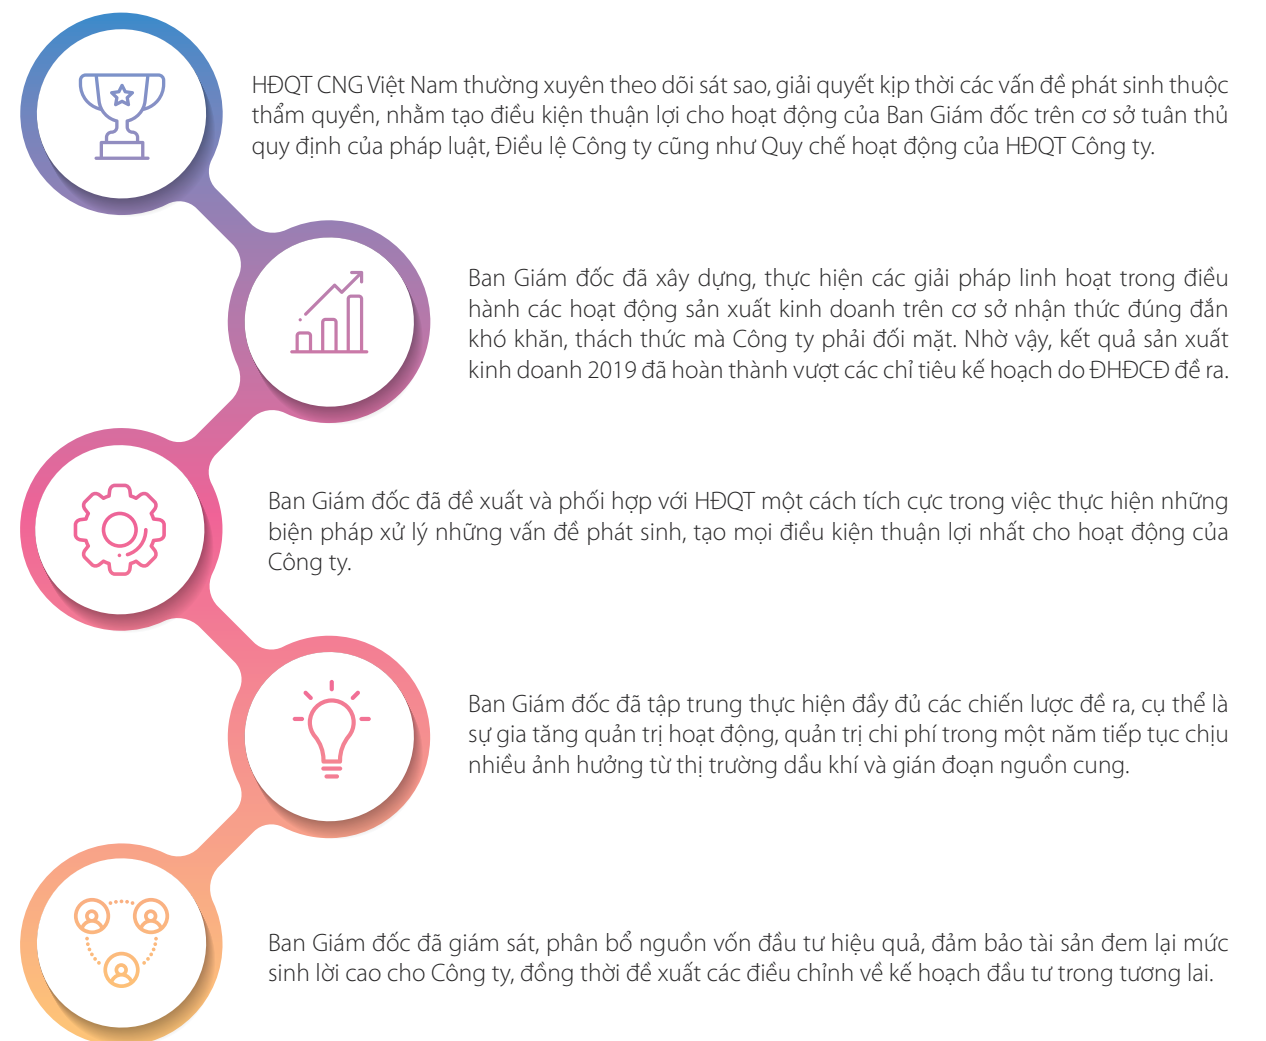 HĐQT CNG Việt Nam thường xuyên theo dõi sát sao, giải quyết kịp thời các vấn đề phát sinh thuộc
thẩm quyền, nhằm tạo điều kiện thuận lợi cho hoạt động của Ban Giám đốc trên cơ sở tuân thủ
quy định của pháp luật, Điều lệ Công ty cũng như Quy chế hoạt động của HĐQT Công ty.
Ban Giám đốc đã xây dựng, thực hiện các giải pháp linh hoạt trong điều
hành các hoạt động sản xuất kinh doanh trên cơ sở nhận thức đúng đắn
khó khăn, thách thức mà Công ty phải đối mặt. Nhờ vậy, kết quả sản xuất
kinh doanh 2019 đã hoàn thành vượt các chỉ tiêu kế hoạch do ĐHĐCĐ đề ra.
Ban Giám đốc đã đề xuất và phối hợp với HĐQT một cách tích cực trong việc thực hiện những
biện pháp xử lý những vấn đề phát sinh, tạo mọi điều kiện thuận lợi nhất cho hoạt động của
Công ty.
Ban Giám đốc đã tập trung thực hiện đầy đủ các chiến lược đề ra, cụ thể là
sự gia tăng quản trị hoạt động, quản trị chi phí trong một năm tiếp tục chịu
nhiều ảnh hưởng từ thị trường dầu khí và gián đoạn nguồn cung.
Ban Giám đốc đã giám sát, phân bổ nguồn vốn đầu tư hiệu quả, đảm bảo tài sản đem lại mức
sinh lời cao cho Công ty, đồng thời đề xuất các điều chỉnh về kế hoạch đầu tư trong tương lai.